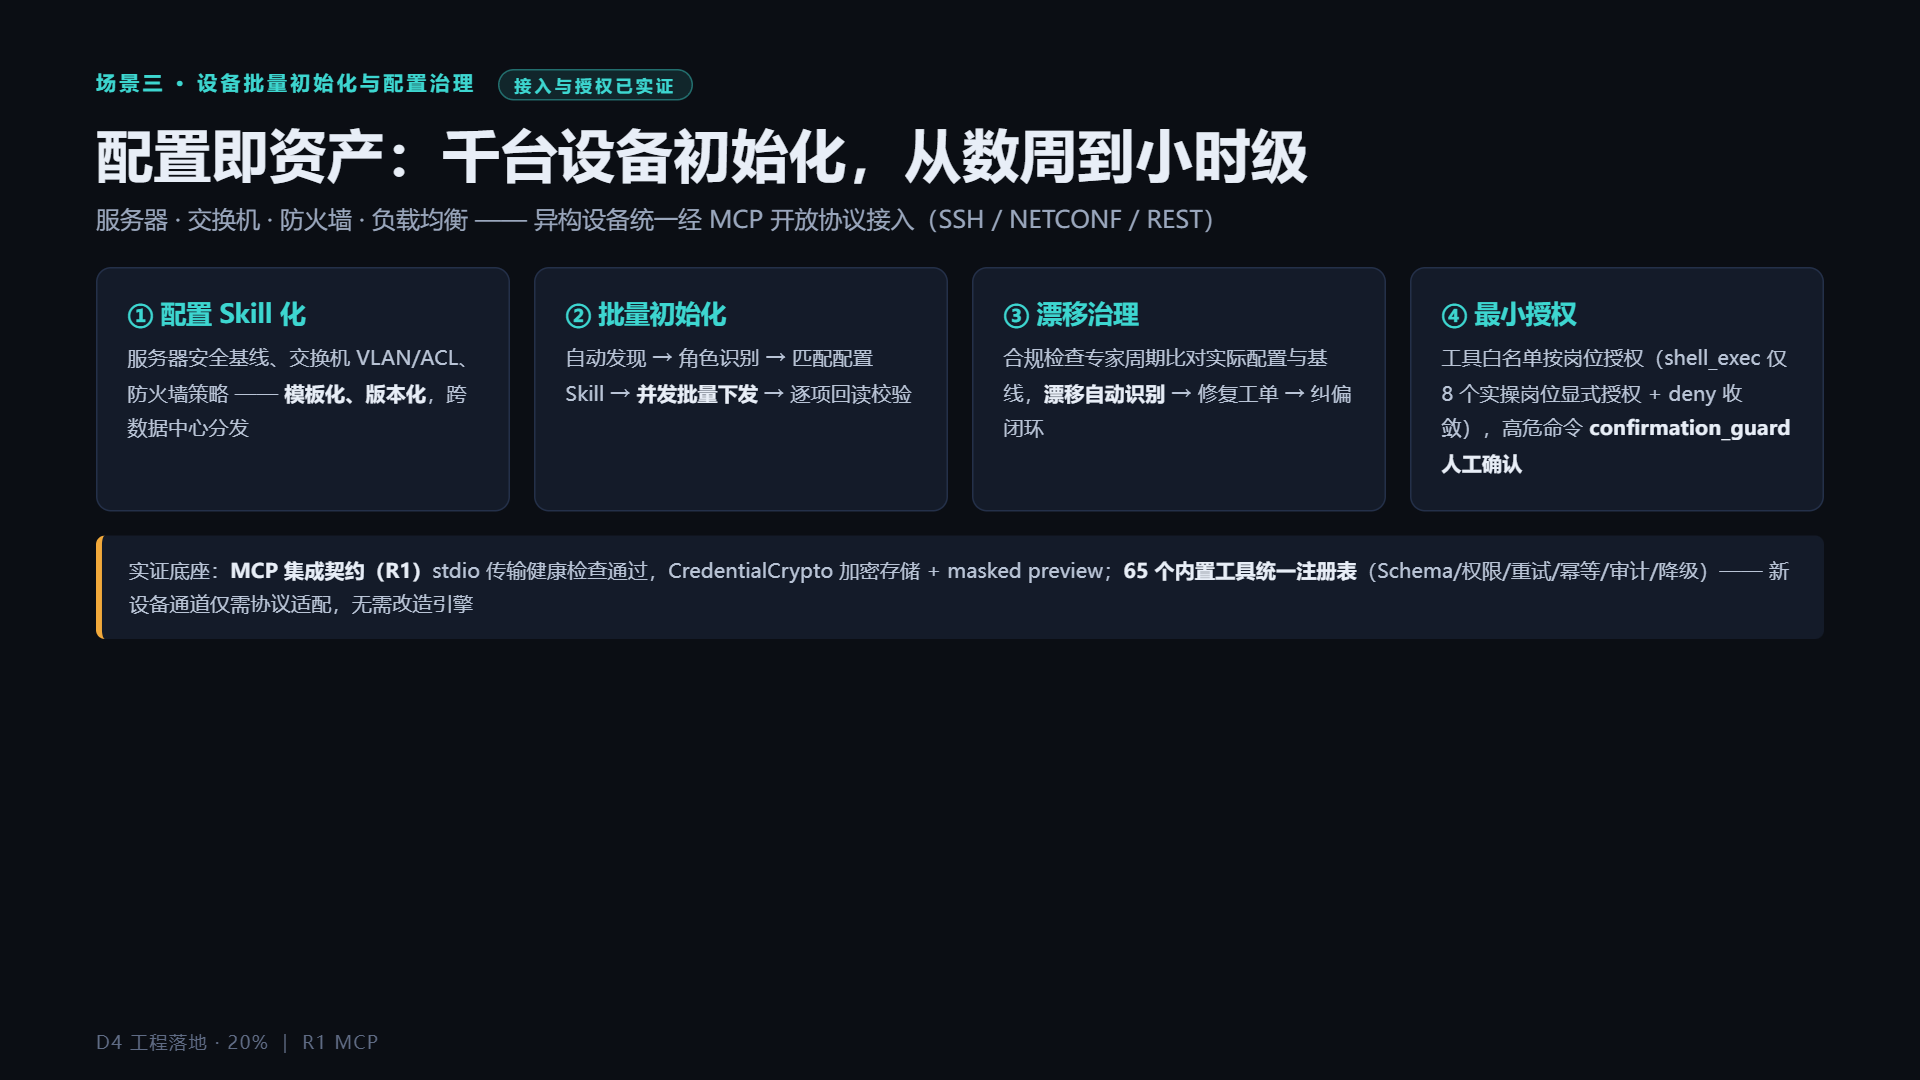 场景三 · 设备批量初始化与配置治理 接入与授权已实证
配置即资产：千台设备初始化，从数周到小时级
服务器 · 交换机 · 防火墙 · 负载均衡 —— 异构设备统一经 MCP 开放协议接入（SSH / NETCONF / REST）
① 配置 Skill 化
服务器安全基线、交换机 VLAN/ACL、
防火墙策略 —— 模板化、版本化，跨
数据中心分发
② 批量初始化
自动发现 → 角色识别 → 匹配配置
Skill → 并发批量下发 → 逐项回读校验
③ 漂移治理
合规检查专家周期比对实际配置与基
线，漂移自动识别 → 修复工单 → 纠偏
闭环
④ 最小授权
工具白名单按岗位授权（shell_exec 仅
8 个实操岗位显式授权 + deny 收
敛），高危命令 confirmation_guard
人工确认
实证底座：MCP 集成契约（R1）stdio 传输健康检查通过，CredentialCrypto 加密存储 + masked preview；65 个内置工具统一注册表（Schema/权限/重试/幂等/审计/降级）—— 新
设备通道仅需协议适配，无需改造引擎
D4 工程落地 · 20% | R1 MCP